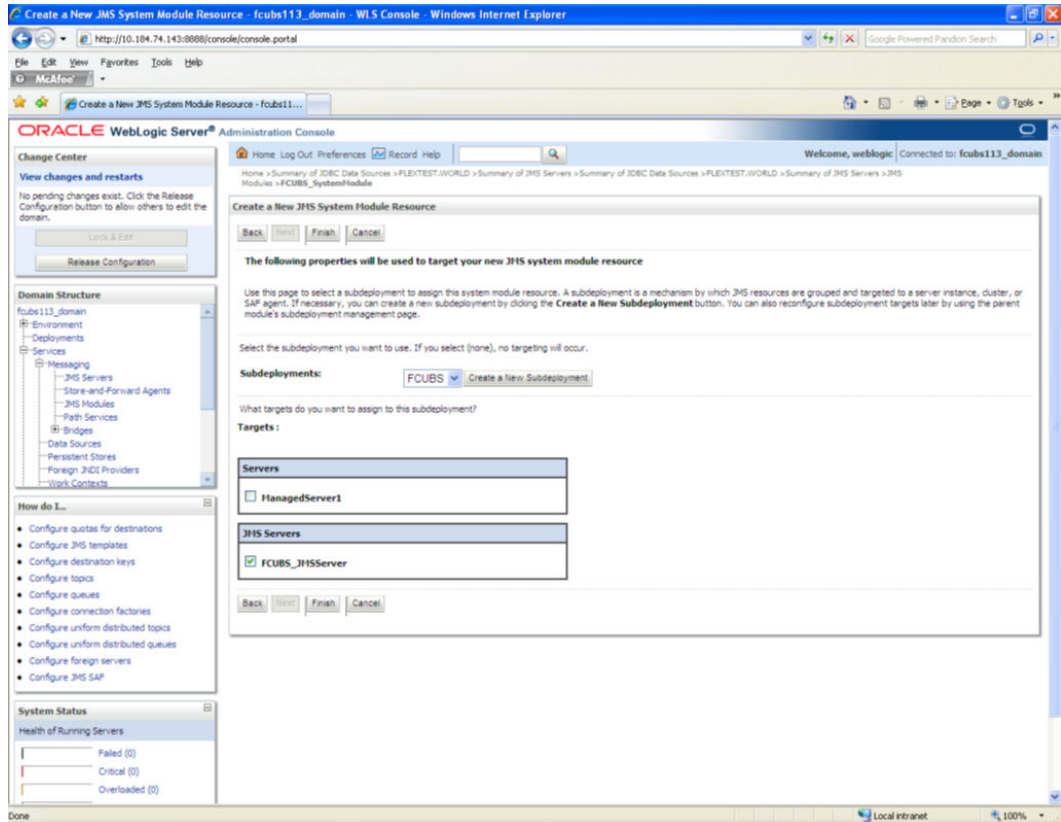 Create a New JMS System Module Resource - fcubs113_domain - WLS Console - Windows Internet Explorer
http://10.184.74.143:8888/console/console.portal
Google Powered Pandion Search
File Edit View Favorites Tools Help
McAfee
Create a New JMS System Module Resource - fcubs11...
Page Tools
ORACLE WebLogic Server® Administration Console
Change Center
View changes and restarts
No pending changes exist. Click the Release
Configuration button to allow others to edit the
domain.
Lock & Edit
Release Configuration
Domain Structure
fcubs113_domain
Environment
Deployments
Services
Messaging
JMS Servers
Store-and-Forward Agents
JMS Modules
Path Services
Bridges
Data Sources
Persistent Stores
Foreign JNDI Providers
Work Contexts
How do I...
Configure quotas for destinations
Configure JMS templates
Configure destination keys
Configure topics
Configure queues
Configure connection factories
Configure uniform distributed topics
Configure uniform distributed queues
Configure foreign servers
Configure JMS SAF
System Status
Health of Running Servers
Failed (0)
Critical (0)
Overloaded (0)
Home Log Out Preferences Record Help
Welcome, weblogic Connected to: fcubs113_domain
Home >Summary of JDBC Data Sources >FLEXTEST.WORLD >Summary of JMS Servers >Summary of JDBC Data Sources >FLEXTEST.WORLD >Summary of JMS Servers >JMS
Modules >FCUBS_SystemModule
Create a New JMS System Module Resource
Back Next Finish Cancel
The following properties will be used to target your new JMS system module resource
Use this page to select a subdeployment to assign this system module resource. A subdeployment is a mechanism by which JMS resources are grouped and targeted to a server instance, cluster, or
SAF agent. If necessary, you can create a new subdeployment by clicking the Create a New Subdeployment button. You can also reconfigure subdeployment targets later by using the parent
module's subdeployment management page.
Select the subdeployment you want to use. If you select (none), no targeting will occur.
Subdeployments: FCUBS Create a New Subdeployment
What targets do you want to assign to this subdeployment?
Targets :
Servers
ManagedServer1
JMS Servers
FCUBS_JMSServer
Back Next Finish Cancel
Done
Local intranet
100%